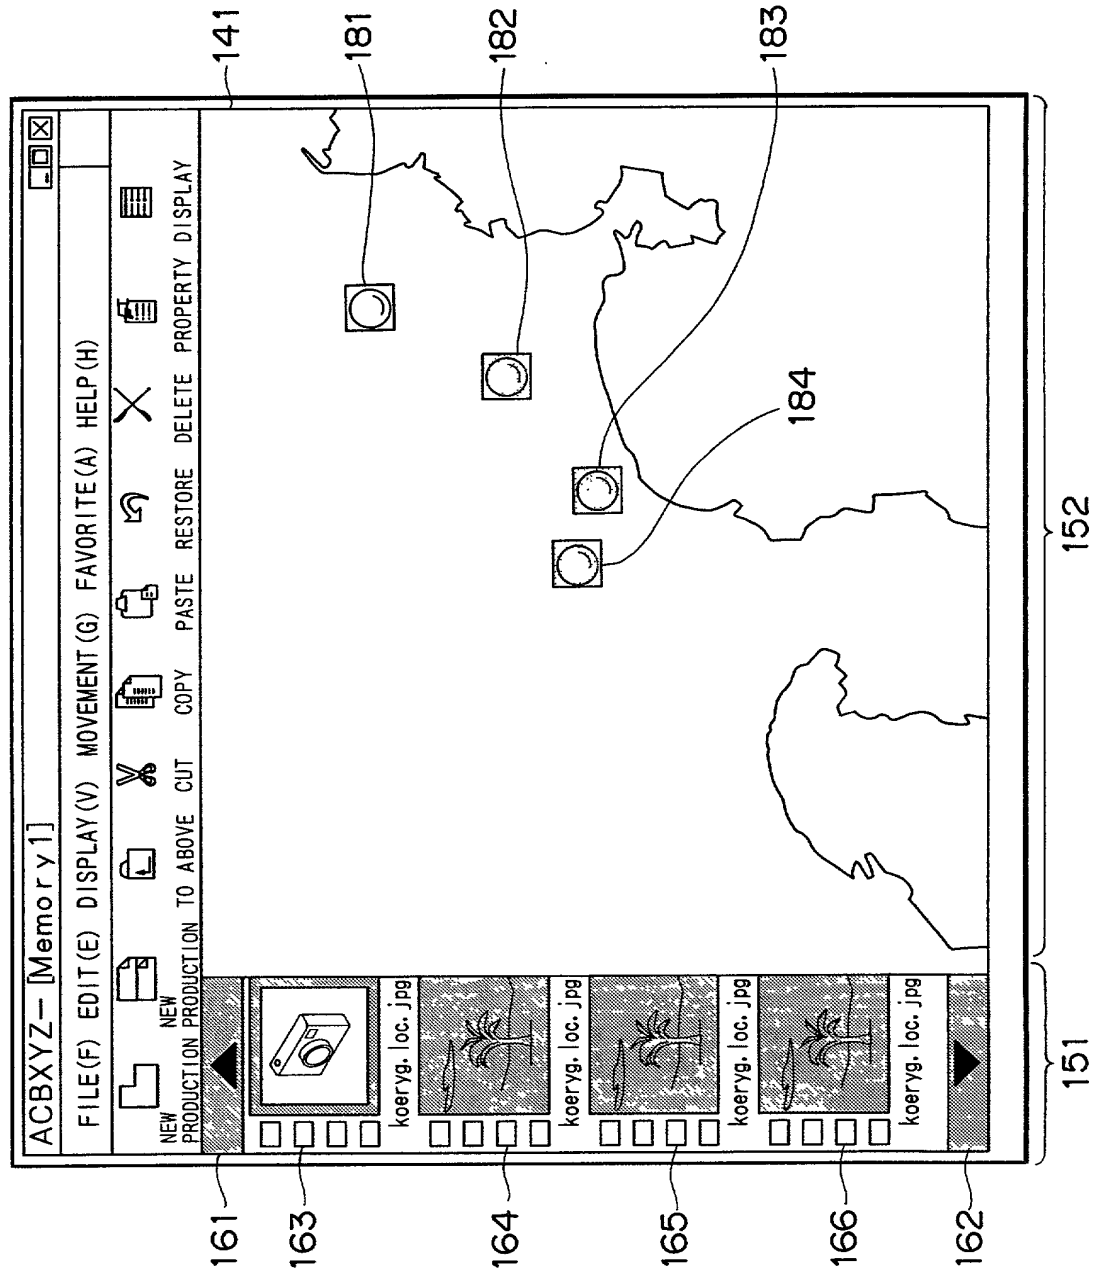 ACBXYZ– [Memory1]
FILE(F) EDIT(E) DISPLAY(V) MOVEMENT(G) FAVORITE(A) HELP(H)
NEW PRODUCTION
NEW PRODUCTION
TO ABOVE
CUT
COPY
PASTE
RESTORE
DELETE
PROPERTY
DISPLAY
koeryg. loc. jpg
koeryg. loc. jpg
koeryg. loc. jpg
koeryg. loc. jpg
161
163
164
165
166
162
141
181
182
183
184
151
152